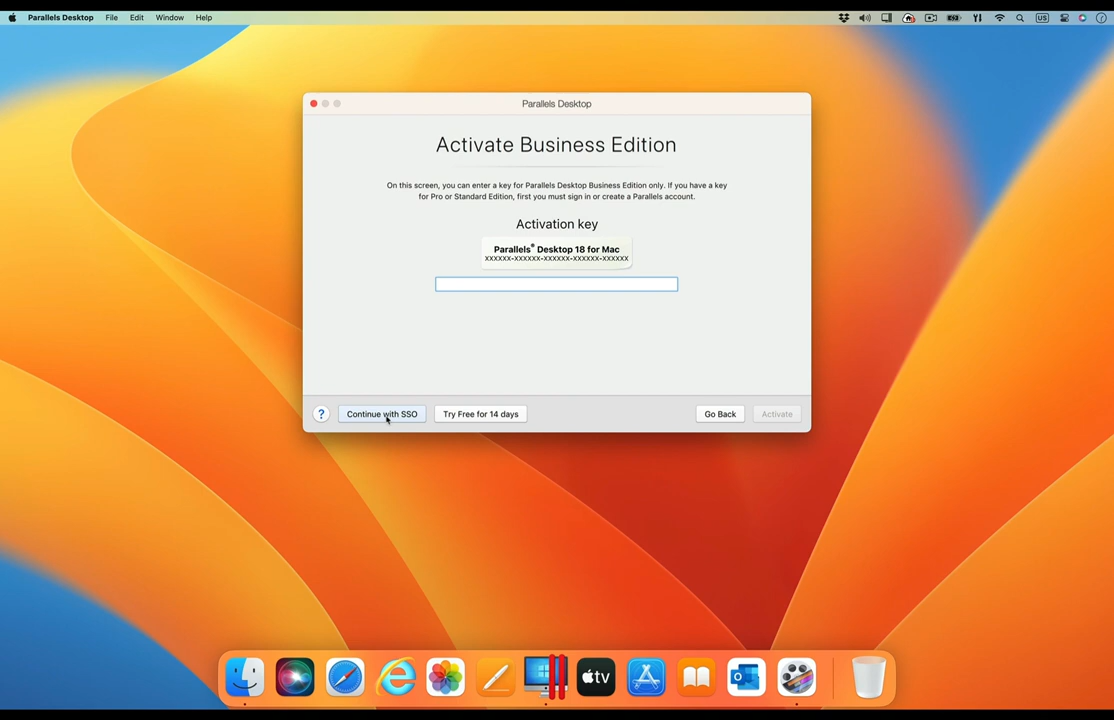 Parallels Desktop File Edit Window Help US
Parallels Desktop
Activate Business Edition
On this screen, you can enter a key for Parallels Desktop Business Edition only. If you have a key
for Pro or Standard Edition, first you must sign in or create a Parallels account.
Activation key
Parallels® Desktop 18 for Mac
XXXXXX-XXXXXX-XXXXXX-XXXXXX-XXXXXX
? Continue with SSO Try Free for 14 days Go Back Activate
tv